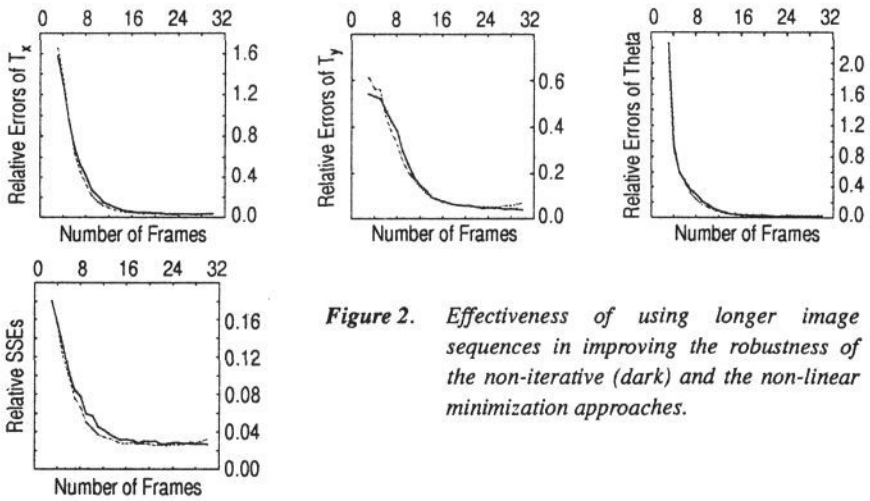 0 8 16 24 32
Relative Errors of Tx
1.6
1.2
0.8
0.4
0.0
Number of Frames
0 8 16 24 32
Relative Errors of Ty
0.6
0.4
0.2
0.0
Number of Frames
0 8 16 24 32
Relative Errors of Theta
2.0
1.6
1.2
0.8
0.4
0.0
Number of Frames
0 8 16 24 32
Relative SSEs
0.16
0.12
0.08
0.04
0.00
Number of Frames
Figure 2. Effectiveness of using longer image
sequences in improving the robustness of
the non-iterative (dark) and the non-linear
minimization approaches.